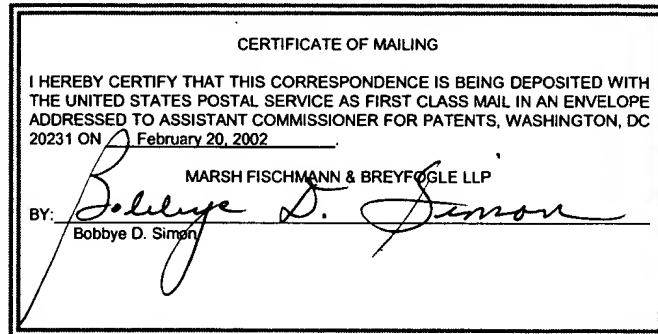 CERTIFICATE OF MAILING
I HEREBY CERTIFY THAT THIS CORRESPONDENCE IS BEING DEPOSITED WITH
THE UNITED STATES POSTAL SERVICE AS FIRST CLASS MAIL IN AN ENVELOPE
ADDRESSED TO ASSISTANT COMMISSIONER FOR PATENTS, WASHINGTON, DC
20231 ON February 20, 2002.
MARSH FISCHMANN & BREYFOGLE LLP
BY: Bobbye D. Simon
Bobbye D. Simon